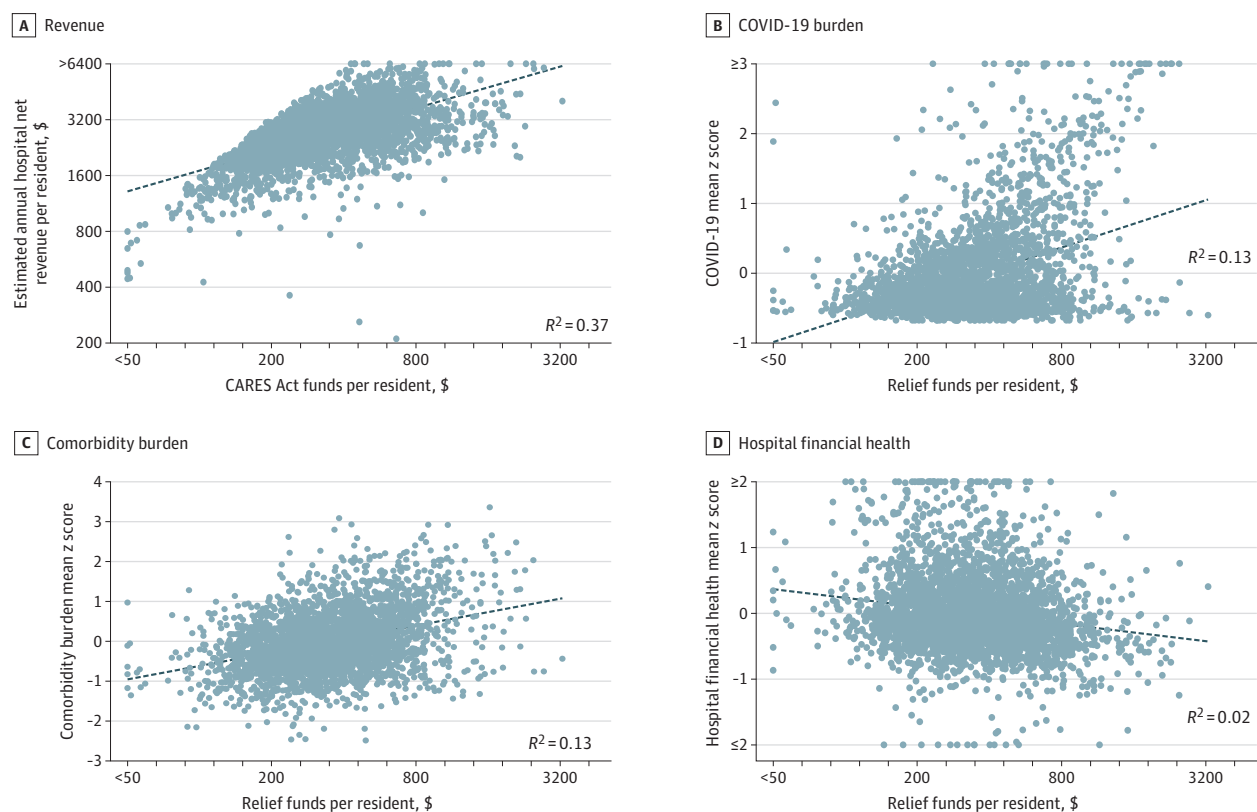 A Revenue
>6400
3200
1600
800
400
200
Estimated annual hospital net
revenue per resident, $
R² = 0.37
<50
200
800
3200
CARES Act funds per resident, $
B COVID-19 burden
≥3
2
1
0
-1
COVID-19 mean z score
R² = 0.13
<50
200
800
3200
Relief funds per resident, $
C Comorbidity burden
4
3
2
1
0
-1
-2
-3
Comorbidity burden mean z score
R² = 0.13
<50
200
800
3200
Relief funds per resident, $
D Hospital financial health
≥2
1
0
-1
≤2
Hospital financial health mean z score
R² = 0.02
<50
200
800
3200
Relief funds per resident, $